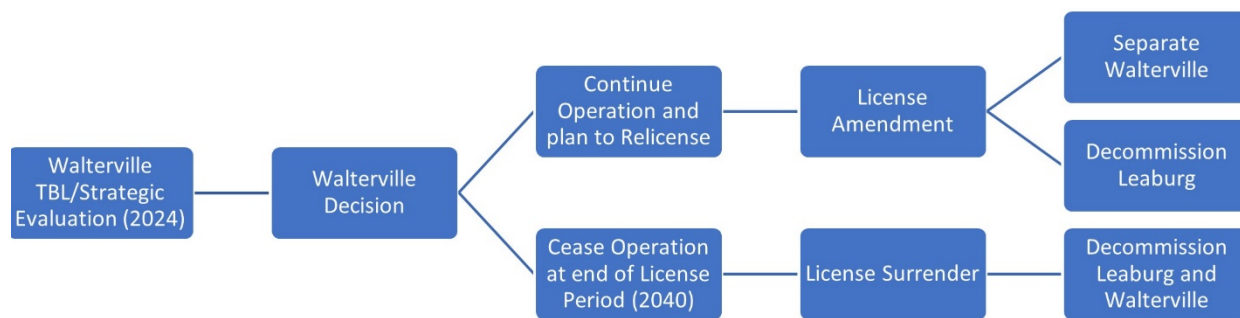 Walterville
TBL/Strategic
Evaluation (2024)
Walterville
Decision
Continue
Operation and
plan to Relicense
License
Amendment
Separate
Walterville
Decommission
Leaburg
Cease Operation
at end of License
Period (2040)
License Surrender
Decommission
Leaburg and
Walterville